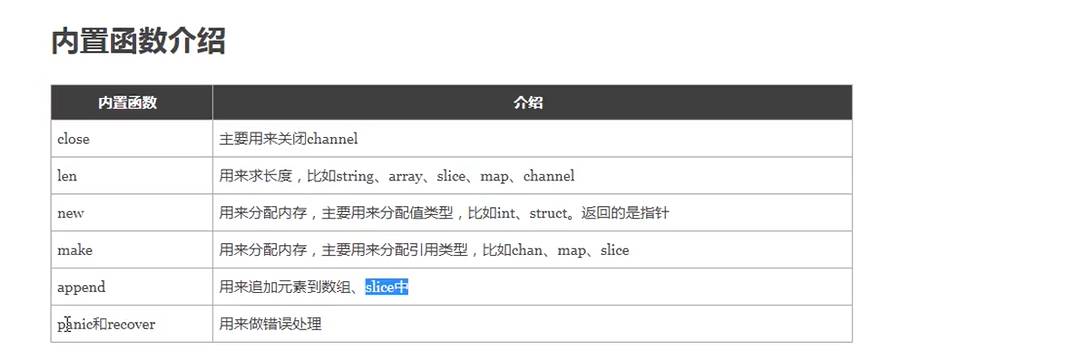 内置函数介绍
内置函数 介绍
close 主要用来关闭channel
len 用来求长度，比如string、array、slice、map、channel
new 用来分配内存，主要用来分配值类型，比如int、struct。返回的是指针
make 用来分配内存，主要用来分配引用类型，比如chan、map、slice
append 用来追加元素到数组、slice中
panic和recover 用来做错误处理